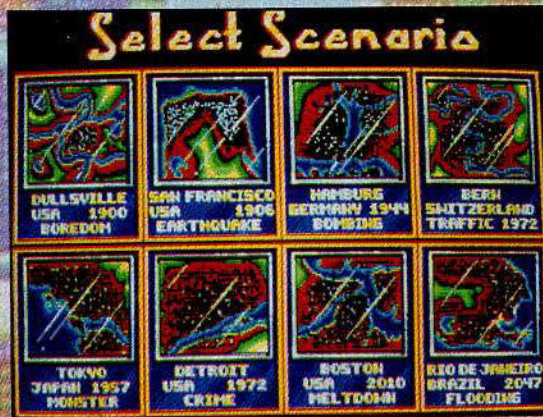 Select Scenario
DULLSVILLE
USA 1900
BOREDOM
SAN FRANCISCO
USA 1906
EARTHQUAKE
HAMBURG
GERMANY 1944
BOMBING
BERN
SWITZERLAND
TRAFFIC 1972
TOKYO
JAPAN 1957
MONSTER
DETROIT
USA 1972
CRIME
BOSTON
USA 2010
MELTDOWN
RIO DE JANEIRO
BRAZIL 2047
FLOODING